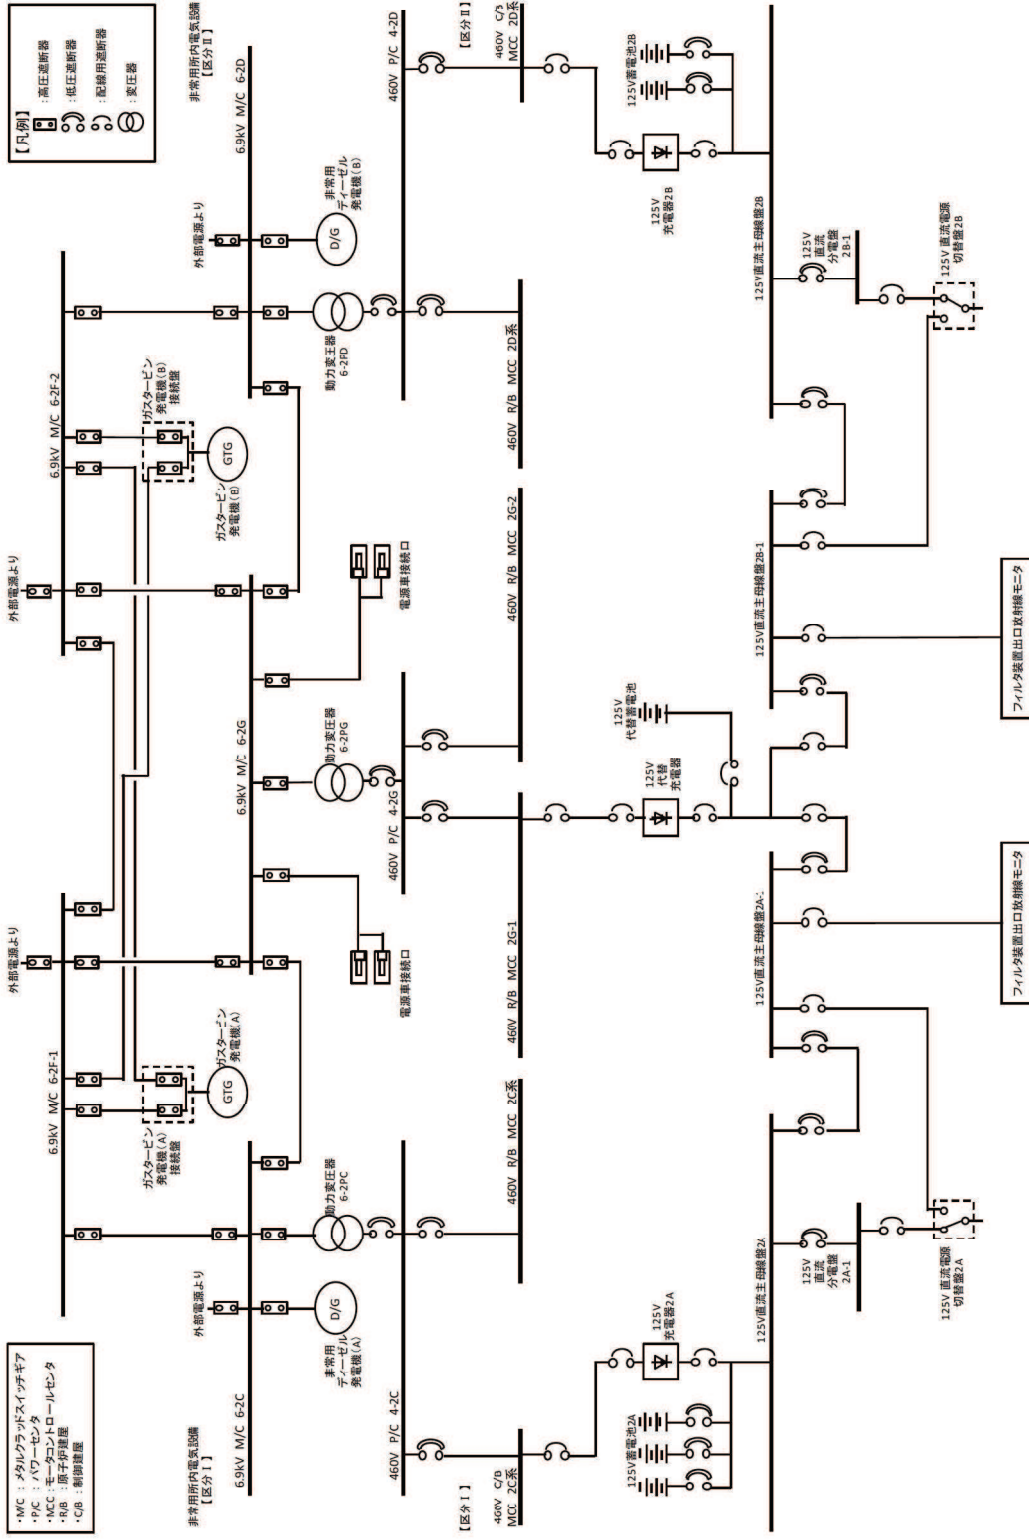 ・M/C : メタルクラッドスイッチギア
・P/C : パワーセンタ
・MCC : モータコントロールセンタ
・R/B : 原子炉建屋
・C/B : 制御建屋
【凡例】
: 高圧遮断器
: 低圧遮断器
: 配線用遮断器
: 変圧器
外部電源より
外部電源より
6.9kV M/C 6-2F-1
6.9kV M/C 6-2F-2
ガスタービン
発電機(A)
接続盤
GTG
ガスタービン
発電機(A)
ガスタービン
発電機(B)
接続盤
GTG
ガスタービン
発電機(B)
非常用所内電気設備
【区分Ⅰ】
外部電源より
6.9kV M/C 6-2C
6.9kV M/C 6-2G
外部電源より
6.9kV M/C 6-2D
非常用所内電気設備
【区分Ⅱ】
非常用
ディーゼル
発電機(A)
D/G
動力変圧器
6-2PC
電源車接続口
動力変圧器
6-2PG
電源車接続口
動力変圧器
6-2PD
D/G
非常用
ディーゼル
発電機(B)
460V P/C 4-2C
460V P/C 4-2G
460V P/C 4-2D
【区分Ⅰ】
460V C/B
MCC 2C系
460V R/B MCC 2C系
460V R/B MCC 2G-1
460V R/B MCC 2G-2
460V R/B MCC 2D系
【区分Ⅱ】
460V C/B
MCC 2D系
125V蓄電池2A
125V
充電器2A
125V
代替
充電器
125V
代替蓄電池
125V
充電器2B
125V蓄電池2B
125V直流主母線盤2A
125V直流主母線盤2A-1
125V直流主母線盤2B-1
125V直流主母線盤2B
125V
直流
分電盤
2A-1
125V
直流
分電盤
2B-1
125V 直流電源
切替盤2A
125V 直流電源
切替盤2B
フィルタ装置出口放射線モニタ
フィルタ装置出口放射線モニタ